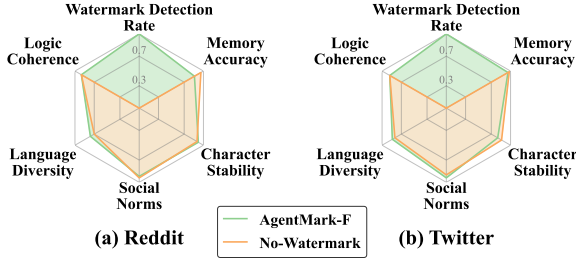 Watermark Detection
Rate
Logic
Coherence
Memory
Accuracy
0.7
0.3
Language
Diversity
Character
Stability
Social
Norms
(a) Reddit
Watermark Detection
Rate
Logic
Coherence
Memory
Accuracy
0.7
0.3
Language
Diversity
Character
Stability
Social
Norms
(b) Twitter
AgentMark-F
No-Watermark